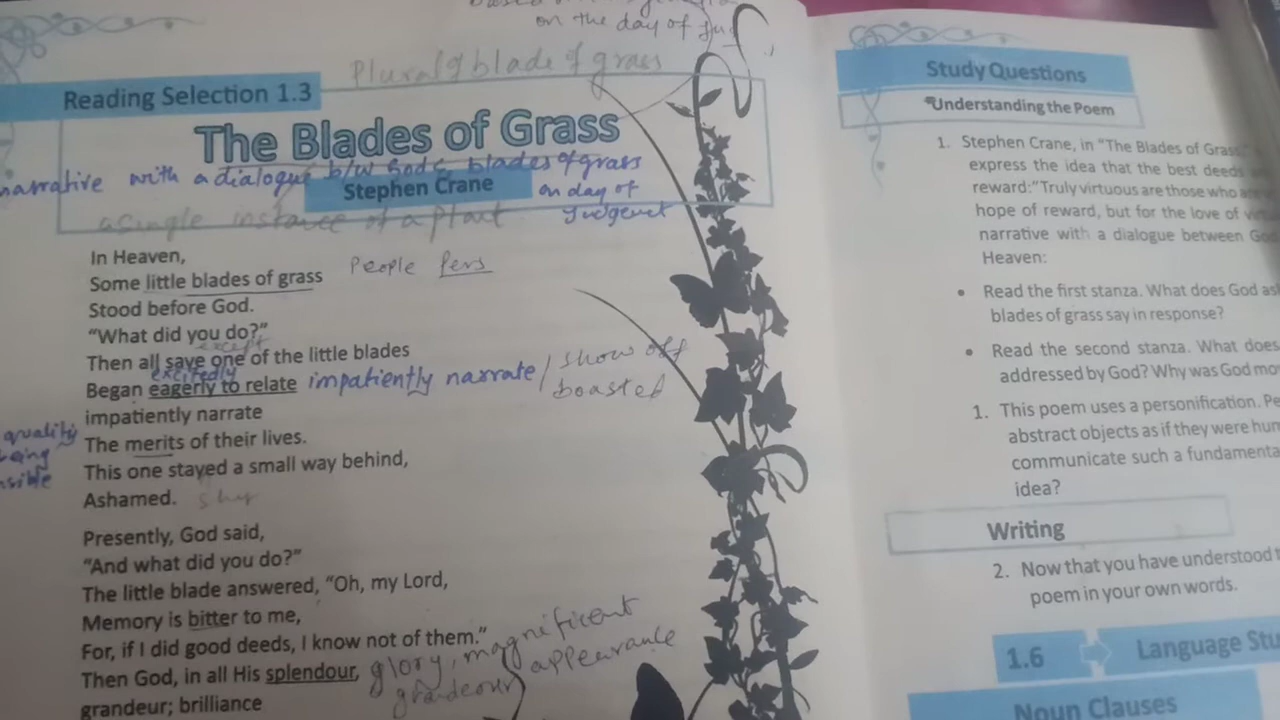 on the day of
Plural of blade of grass
Reading Selection 1.3
The Blades of Grass
narrative with a dialogue b/w God & blades of grass
Stephen Crane
on day of
a single instance of a plant
In Heaven,
Some little blades of grass People Pers
Stood before God.
“What did you do?”
except
Then all save one of the little blades
excitedly
Began eagerly to relate impatiently narrate / show off
boasted
impatiently narrate
quality
The merits of their lives.
being
This one stayed a small way behind,
Ashamed. shy
Presently, God said,
“And what did you do?”
The little blade answered, “Oh, my Lord,
Memory is bitter to me,
For, if I did good deeds, I know not of them.”
Then God, in all His splendour, glory, magnificent
grandeour appearance
grandeur; brilliance
Study Questions
Understanding the Poem
1. Stephen Crane, in "The Blades of Grass,
express the idea that the best deeds
reward:"Truly virtuous are those who
hope of reward, but for the love of
narrative with a dialogue between
Heaven:
• Read the first stanza. What does God
blades of grass say in response?
• Read the second stanza. What does
addressed by God? Why was God
1. This poem uses a personification.
abstract objects as if they were
communicate such a
idea?
Writing
2. Now that you have understood
poem in your own words.
1.6 Language
Noun Clauses